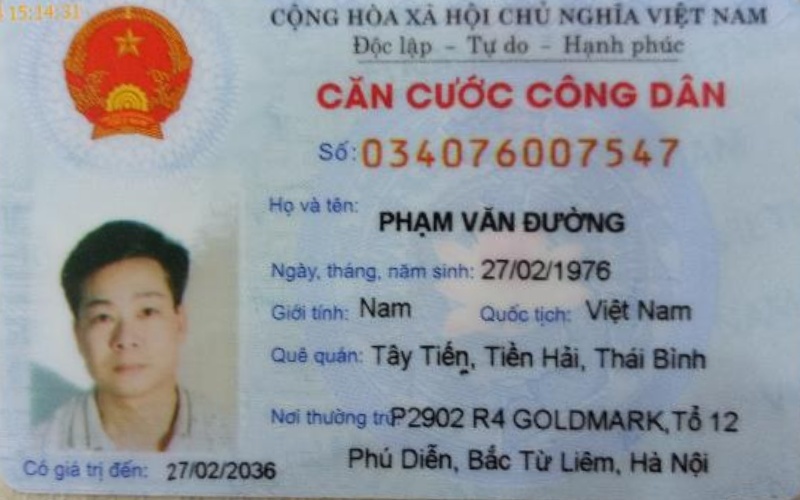 15:14:31
CỘNG HÒA XÃ HỘI CHỦ NGHĨA VIỆT NAM
Độc lập - Tự do - Hạnh phúc
CĂN CƯỚC CÔNG DÂN
Số: 034076007547
Họ và tên:
PHẠM VĂN ĐƯỜNG
Ngày, tháng, năm sinh: 27/02/1976
Giới tính: Nam Quốc tịch: Việt Nam
Quê quán: Tây Tiến, Tiền Hải, Thái Bình
Nơi thường trú: P2902 R4 GOLDMARK, Tổ 12
Phú Diễn, Bắc Từ Liêm, Hà Nội
Có giá trị đến: 27/02/2036